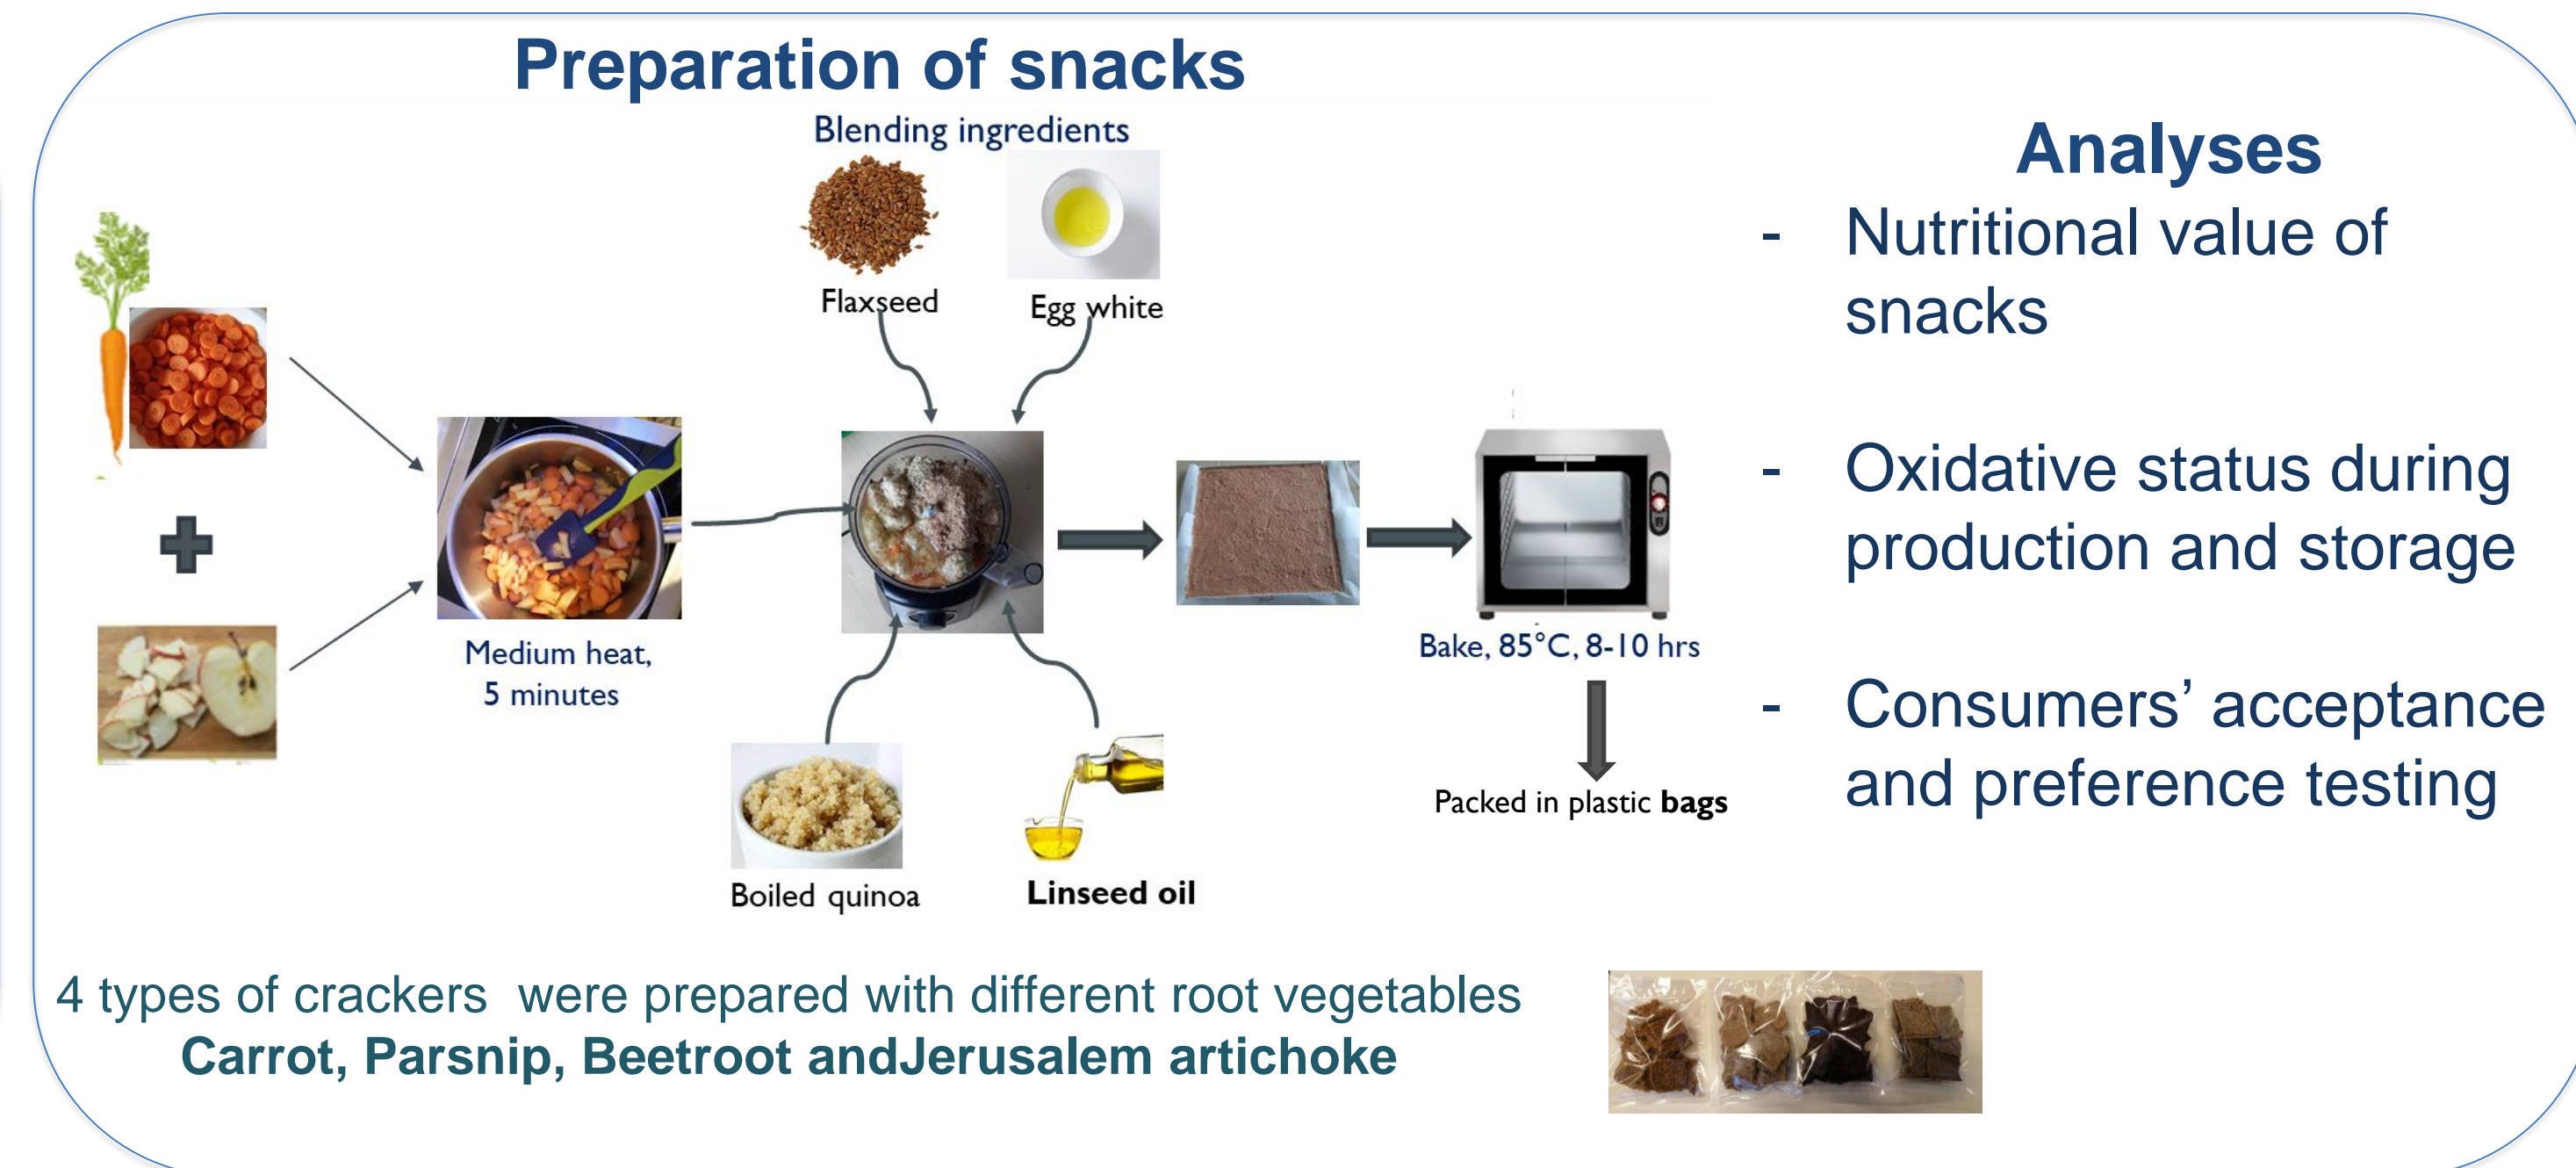 Preparation of snacks
Blending ingredients
Flaxseed
Egg white
Medium heat,
5 minutes
Boiled quinoa
Linseed oil
Bake, 85°C, 8-10 hrs
Packed in plastic bags
4 types of crackers  were prepared with different root vegetables
Carrot, Parsnip, Beetroot andJerusalem artichoke
Analyses
- Nutritional value of
snacks
- Oxidative status during
production and storage
- Consumers’ acceptance
and preference testing